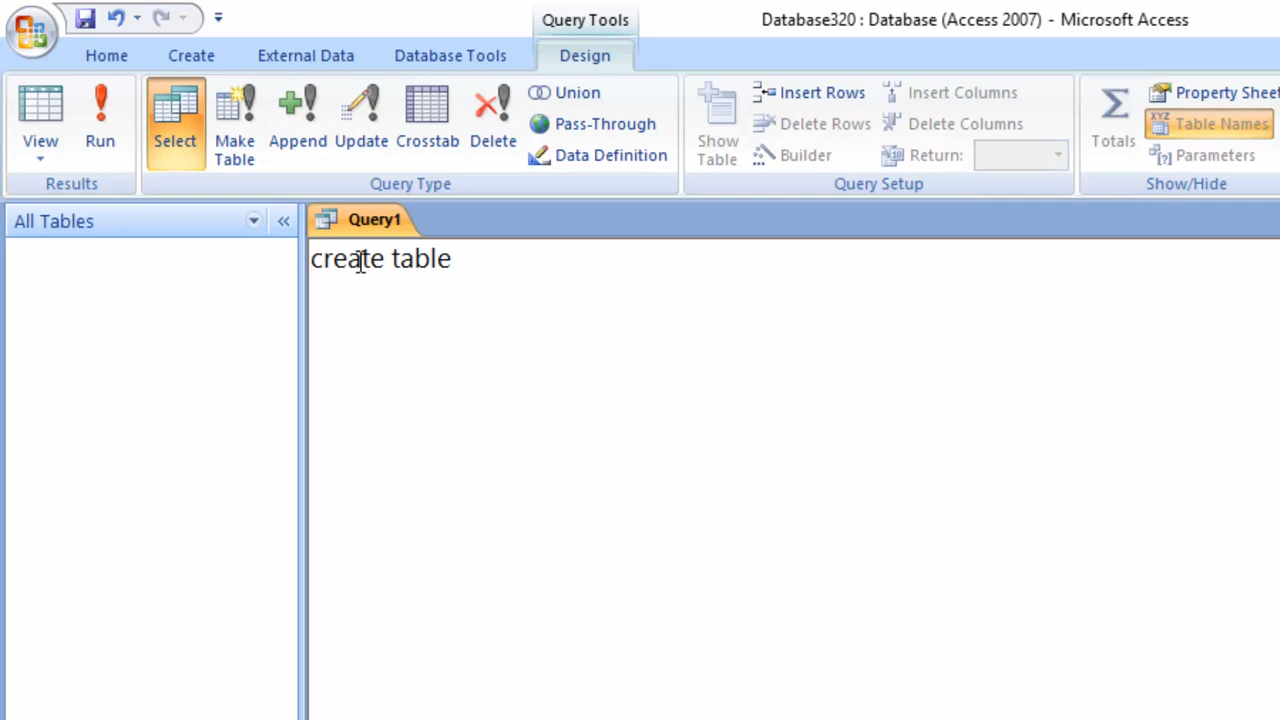 Query Tools
Database320 : Database (Access 2007) - Microsoft Access
Home Create External Data Database Tools Design
View
Run
Select
Make
Table
Append
Update
Crosstab
Delete
Union
Pass-Through
Data Definition
Show
Table
Insert Rows
Delete Rows
Builder
Insert Columns
Delete Columns
Return:
Totals
Property Sheet
Table Names
Parameters
Results
Query Type
Query Setup
Show/Hide
All Tables
Query1
create table